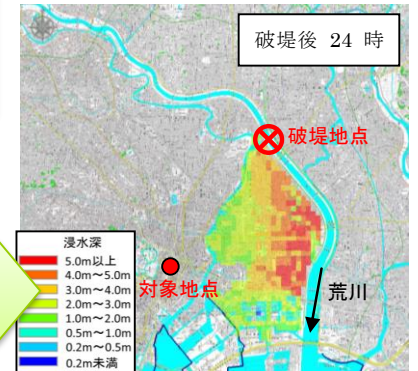 破堤後 24 時
破堤地点
浸水深
5.0m以上
4.0m～5.0m
3.0m～4.0m
2.0m～3.0m
1.0m～2.0m
0.5m～1.0m
0.2m～0.5m
0.2m未満
対象地点
荒川